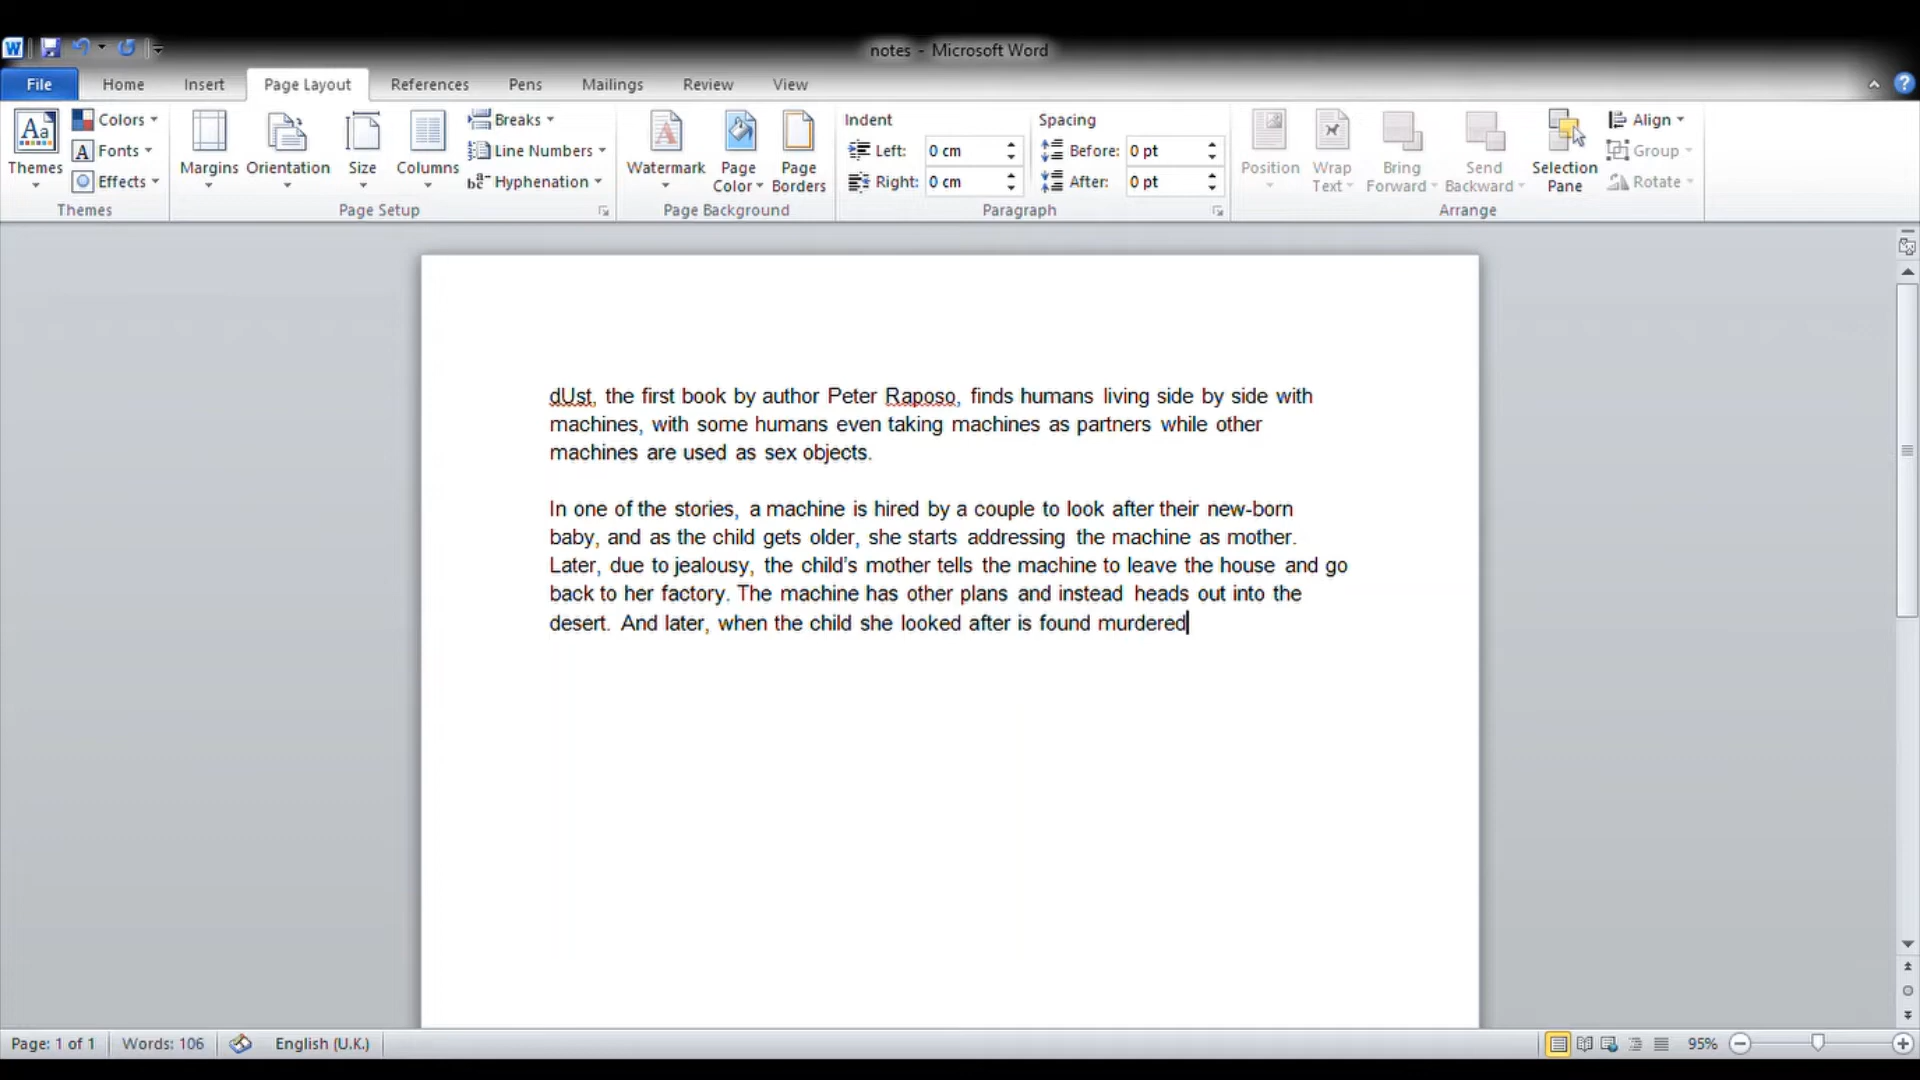 notes - Microsoft Word
File Home Insert Page Layout References Pens Mailings Review View
Colors Breaks Indent Spacing Align
Fonts Line Numbers Left: 0 cm Before: 0 pt Group
Themes Margins Orientation Size Columns Watermark Page Color Page Borders Position Wrap Text Bring Forward Send Backward Selection Pane
Effects Hyphenation Right: 0 cm After: 0 pt Rotate
Themes Page Setup Page Background Paragraph Arrange
dUst, the first book by author Peter Raposo, finds humans living side by side with
machines, with some humans even taking machines as partners while other
machines are used as sex objects.
In one of the stories, a machine is hired by a couple to look after their new-born
baby, and as the child gets older, she starts addressing the machine as mother.
Later, due to jealousy, the child's mother tells the machine to leave the house and go
back to her factory. The machine has other plans and instead heads out into the
desert. And later, when the child she looked after is found murdered
Page: 1 of 1 Words: 106 English (U.K.) 95%